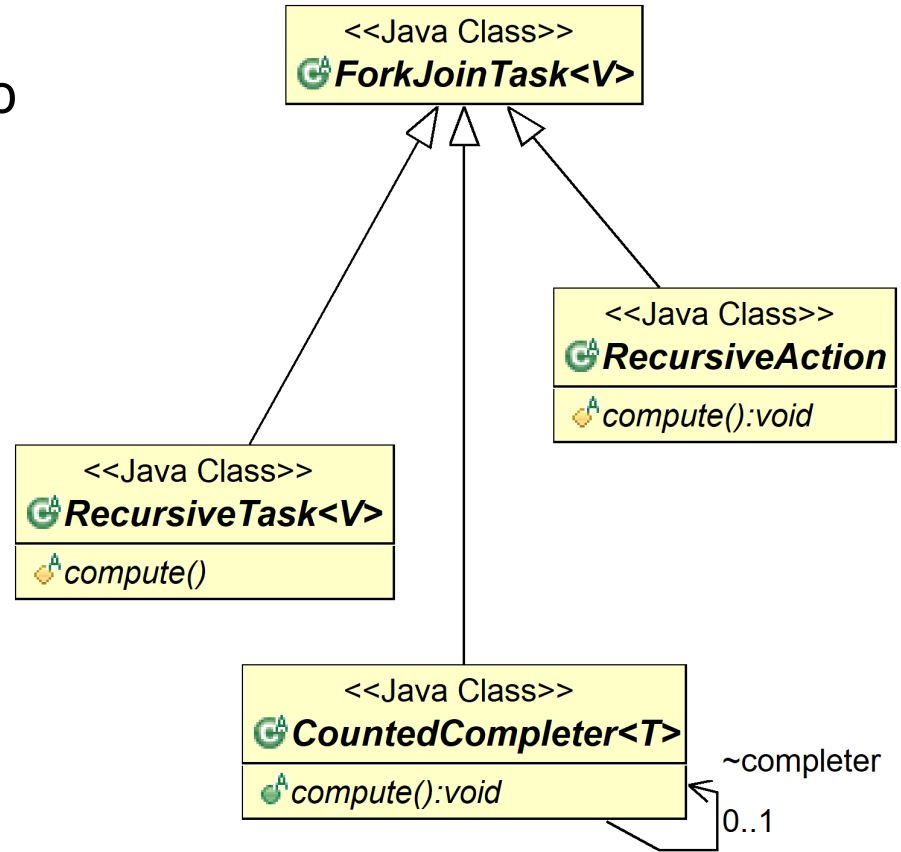 <<Java Class>>
ForkJoinTask<V>
<<Java Class>>
RecursiveAction
compute():void
<<Java Class>>
RecursiveTask<V>
compute()
<<Java Class>>
CountedCompleter<T>
compute():void
~completer
0..1